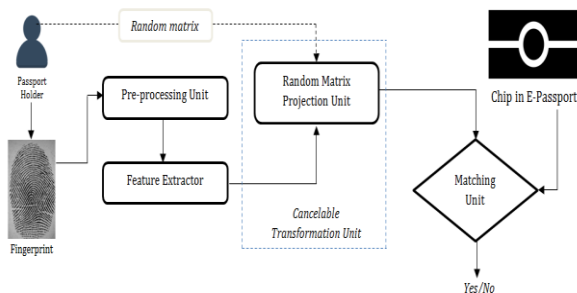 Random matrix
Passport
Holder
Pre-processing Unit
Random Matrix
Projection Unit
Chip in E-Passport
Feature Extractor
Matching
Unit
Cancelable
Transformation Unit
Fingerprint
Yes/No